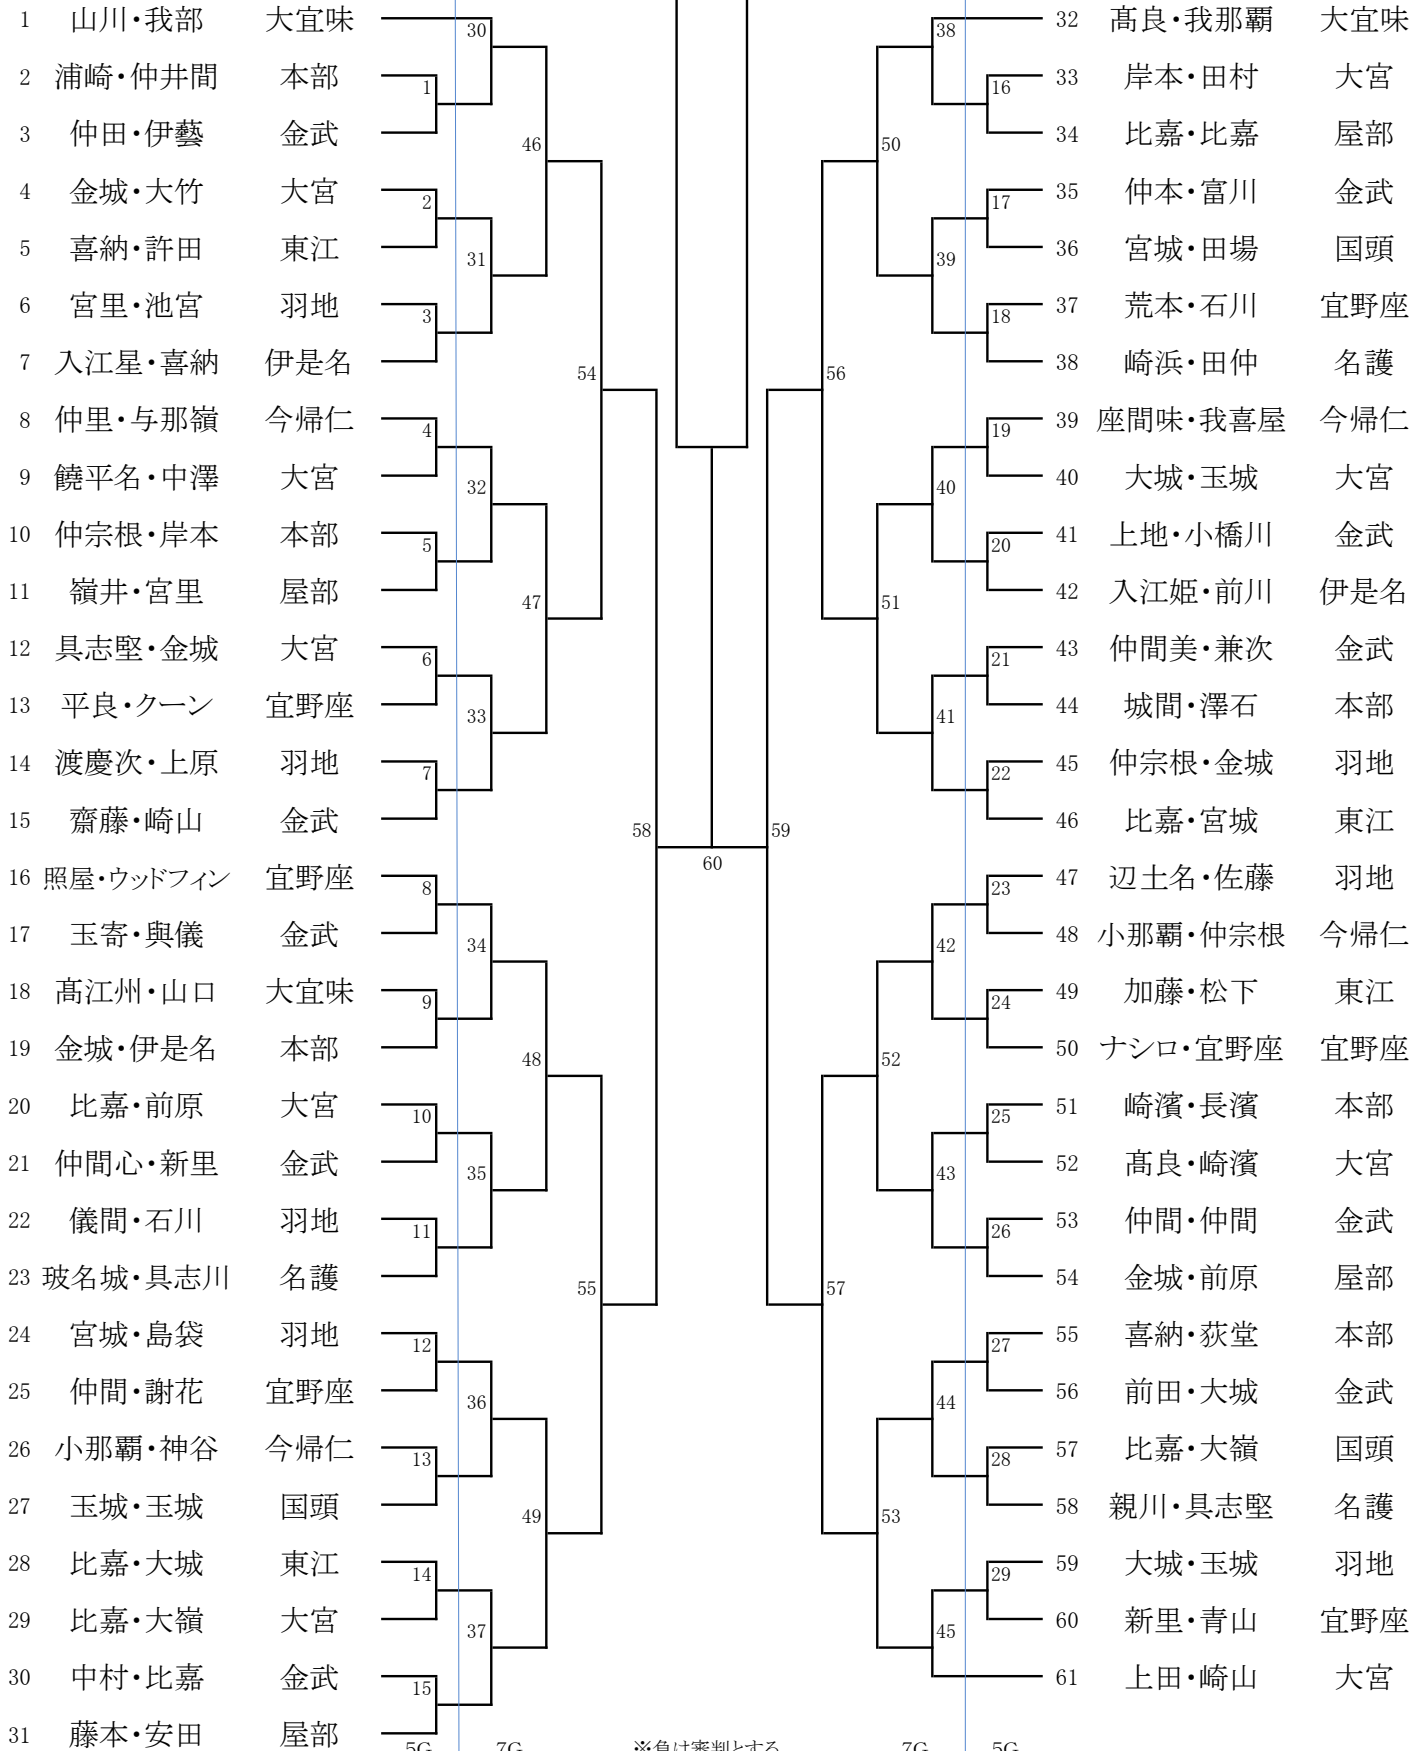 1 山川・我部 大宜味
2 浦崎・仲井間 本部
3 仲田・伊藝 金武
4 金城・大竹 大宮
5 喜納・許田 東江
6 宮里・池宮 羽地
7 入江星・喜納 伊是名
8 仲里・与那嶺 今帰仁
9 饒平名・中澤 大宮
10 仲宗根・岸本 本部
11 嶺井・宮里 屋部
12 具志堅・金城 大宮
13 平良・クーン 宜野座
14 渡慶次・上原 羽地
15 齋藤・崎山 金武
16 照屋・ウッドフィン 宜野座
17 玉寄・與儀 金武
18 髙江州・山口 大宜味
19 金城・伊是名 本部
20 比嘉・前原 大宮
21 仲間心・新里 金武
22 儀間・石川 羽地
23 玻名城・具志川 名護
24 宮城・島袋 羽地
25 仲間・謝花 宜野座
26 小那覇・神谷 今帰仁
27 玉城・玉城 国頭
28 比嘉・大城 東江
29 比嘉・大嶺 大宮
30 中村・比嘉 金武
31 藤本・安田 屋部
1
2
3
4
5
6
7
8
9
10
11
12
13
14
15
30
31
32
33
34
35
36
37
46
47
48
49
54
55
58
60
59
56
57
50
51
52
53
38
39
40
41
42
43
44
45
16
17
18
19
20
21
22
23
24
25
26
27
28
29
32 髙良・我那覇 大宜味
33 岸本・田村 大宮
34 比嘉・比嘉 屋部
35 仲本・富川 金武
36 宮城・田場 国頭
37 荒本・石川 宜野座
38 崎浜・田仲 名護
39 座間味・我喜屋 今帰仁
40 大城・玉城 大宮
41 上地・小橋川 金武
42 入江姫・前川 伊是名
43 仲間美・兼次 金武
44 城間・澤石 本部
45 仲宗根・金城 羽地
46 比嘉・宮城 東江
47 辺土名・佐藤 羽地
48 小那覇・仲宗根 今帰仁
49 加藤・松下 東江
50 ナシロ・宜野座 宜野座
51 崎濱・長濱 本部
52 髙良・崎濱 大宮
53 仲間・仲間 金武
54 金城・前原 屋部
55 喜納・荻堂 本部
56 前田・大城 金武
57 比嘉・大嶺 国頭
58 親川・具志堅 名護
59 大城・玉城 羽地
60 新里・青山 宜野座
61 上田・崎山 大宮
5G 7G ※負け審判とする 7G 5G